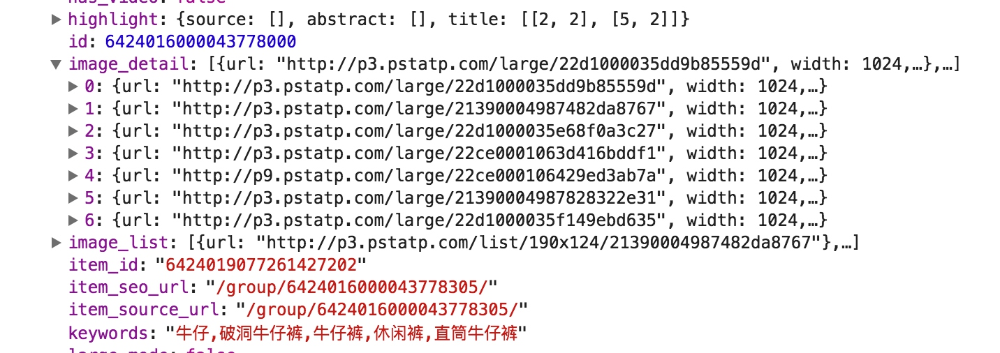 highlight: {source: [], abstract: [], title: [[2, 2], [5, 2]]}
id: 6424016000043778000
image_detail: [{url: "http://p3.pstatp.com/large/22d1000035dd9b85559d", width: 1024,…},…]
0: {url: "http://p3.pstatp.com/large/22d1000035dd9b85559d", width: 1024,…}
1: {url: "http://p3.pstatp.com/large/21390004987482da8767", width: 1024,…}
2: {url: "http://p3.pstatp.com/large/22d1000035e68f0a3c27", width: 1024,…}
3: {url: "http://p3.pstatp.com/large/22ce0001063d416bddf1", width: 1024,…}
4: {url: "http://p9.pstatp.com/large/22ce000106429ed3ab7a", width: 1024,…}
5: {url: "http://p3.pstatp.com/large/21390004987828322e31", width: 1024,…}
6: {url: "http://p3.pstatp.com/large/22d1000035f149ebd635", width: 1024,…}
image_list: [{url: "http://p3.pstatp.com/list/190x124/21390004987482da8767"},…]
item_id: "6424019077261427202"
item_seo_url: "/group/6424016000043778305/"
item_source_url: "/group/6424016000043778305/"
keywords: "牛仔,破洞牛仔裤,牛仔裤,休闲裤,直筒牛仔裤"